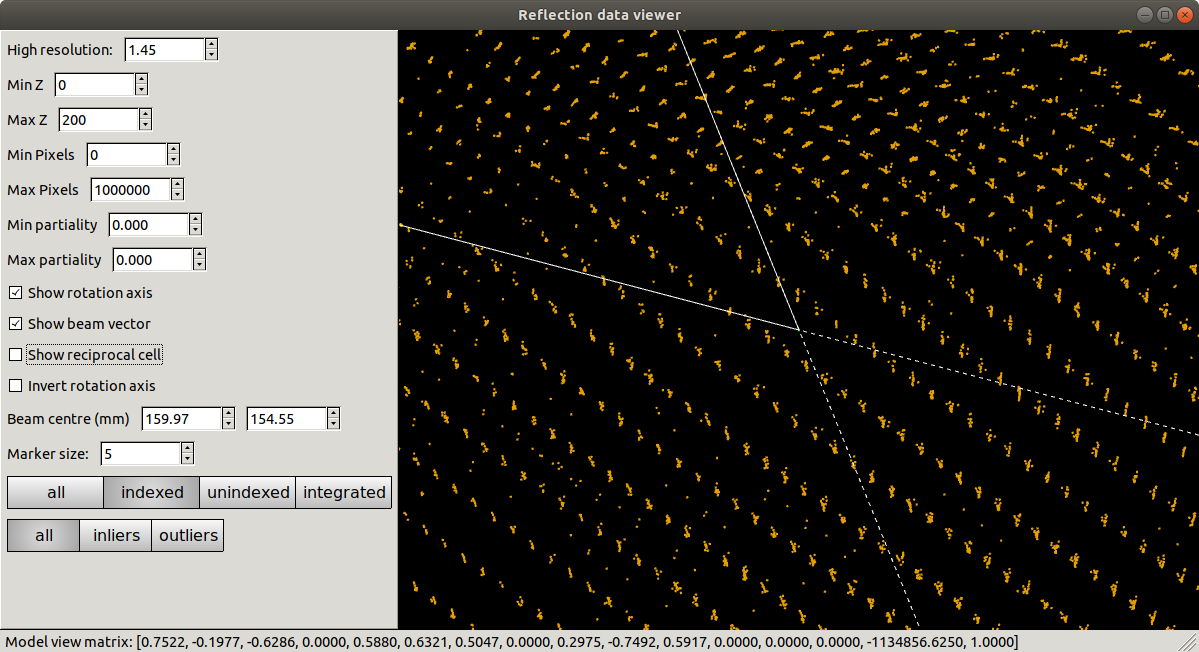 Reflection data viewer
High resolution: 1.45
Min Z 0
Max Z 200
Min Pixels 0
Max Pixels 1000000
Min partiality 0.000
Max partiality 0.000
Show rotation axis
Show beam vector
Show reciprocal cell
Invert rotation axis
Beam centre (mm) 159.97 154.55
Marker size: 5
all indexed unindexed integrated
all inliers outliers
Model view matrix: [0.7522, -0.1977, -0.6286, 0.0000, 0.5880, 0.6321, 0.5047, 0.0000, 0.2975, -0.7492, 0.5917, 0.0000, 0.0000, 0.0000, -1134856.6250, 1.0000]